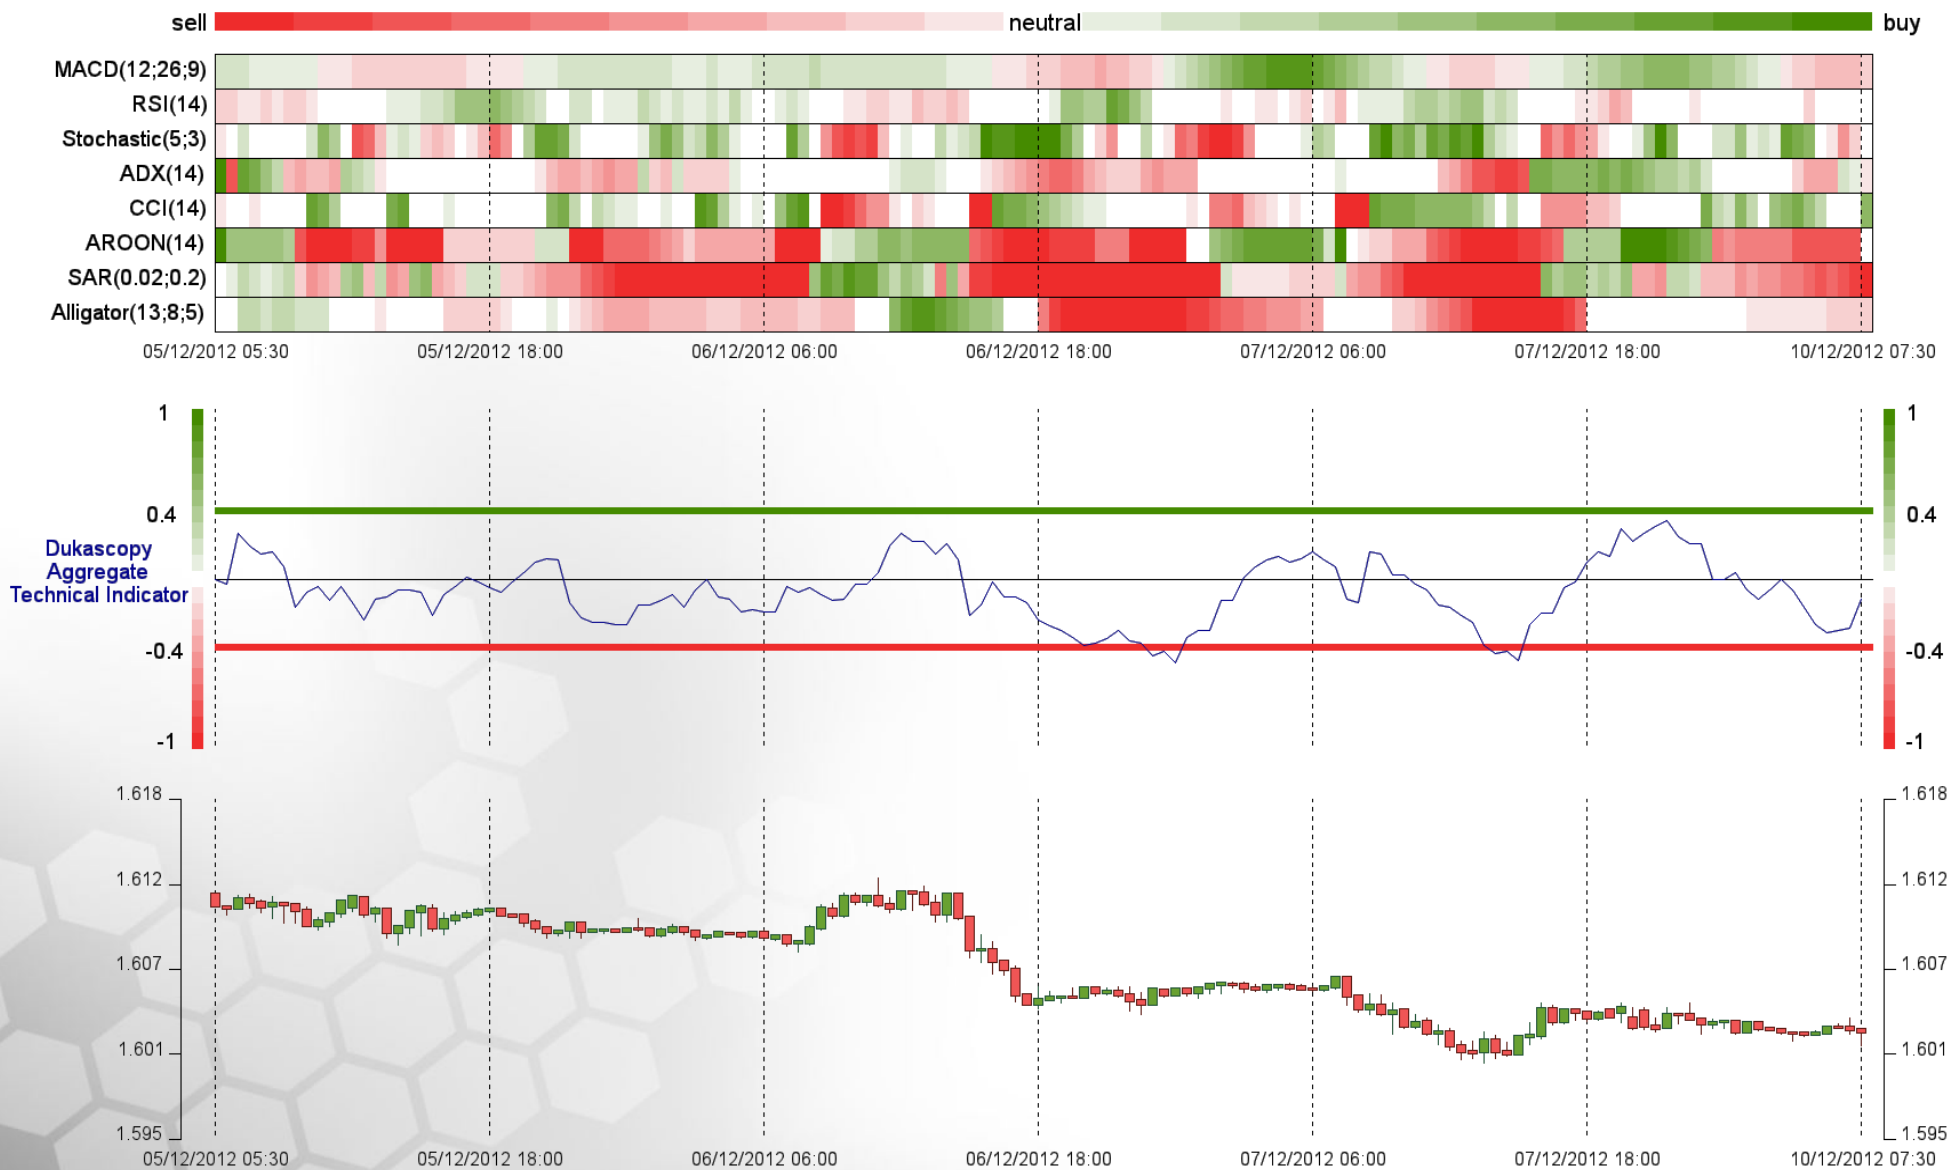 sell neutral buy
MACD(12;26;9)
RSI(14)
Stochastic(5;3)
ADX(14)
CCI(14)
AROON(14)
SAR(0.02;0.2)
Alligator(13;8;5)
05/12/2012 05:30 05/12/2012 18:00 06/12/2012 06:00 06/12/2012 18:00 07/12/2012 06:00 07/12/2012 18:00 10/12/2012 07:30
1 1
0.4 0.4
Dukascopy
Aggregate
Technical Indicator
-0.4 -0.4
-1 -1
1.618 1.618
1.612 1.612
1.607 1.607
1.601 1.601
1.595 1.595
05/12/2012 05:30 05/12/2012 18:00 06/12/2012 06:00 06/12/2012 18:00 07/12/2012 06:00 07/12/2012 18:00 10/12/2012 07:30